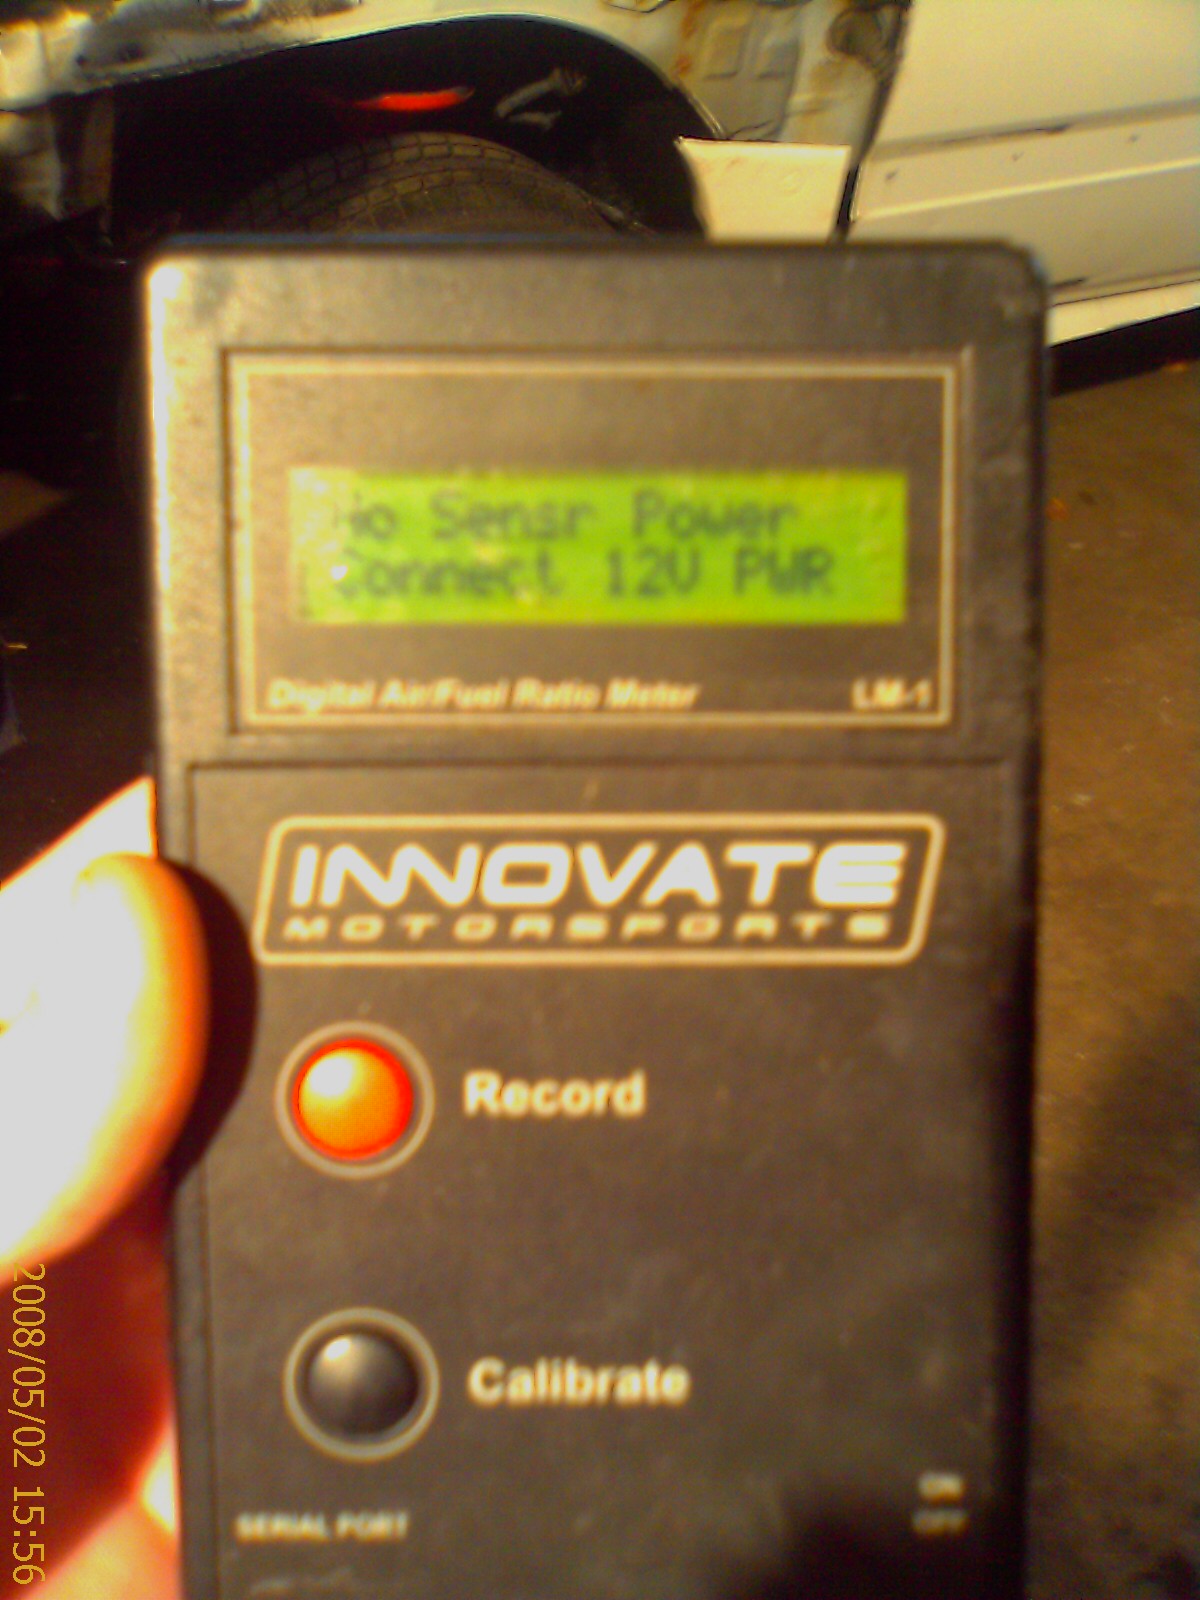 No Sensr Power
Connect 12V PWR
Digital Air/Fuel Ratio Meter LM-1
INNOVATE
MOTORSPORTS
Record
Calibrate
ON
SERIAL PORT OFF
2008/05/02 15:56